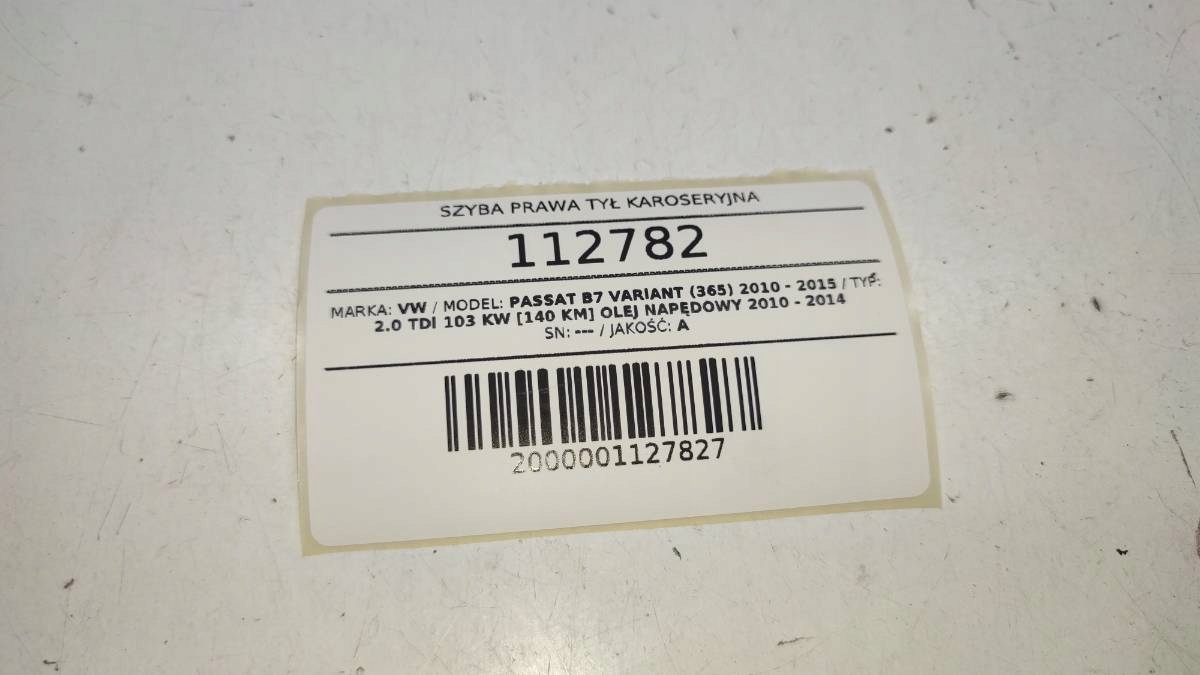 SZYBA PRAWA TYŁ KAROSERYJNA
112782
MARKA: VW / MODEL: PASSAT B7 VARIANT (365) 2010 - 2015 / TYP:
2.0 TDI 103 KW [140 KM] OLEJ NAPĘDOWY 2010 - 2014
SN: --- / JAKOŚĆ: A
2000001127827